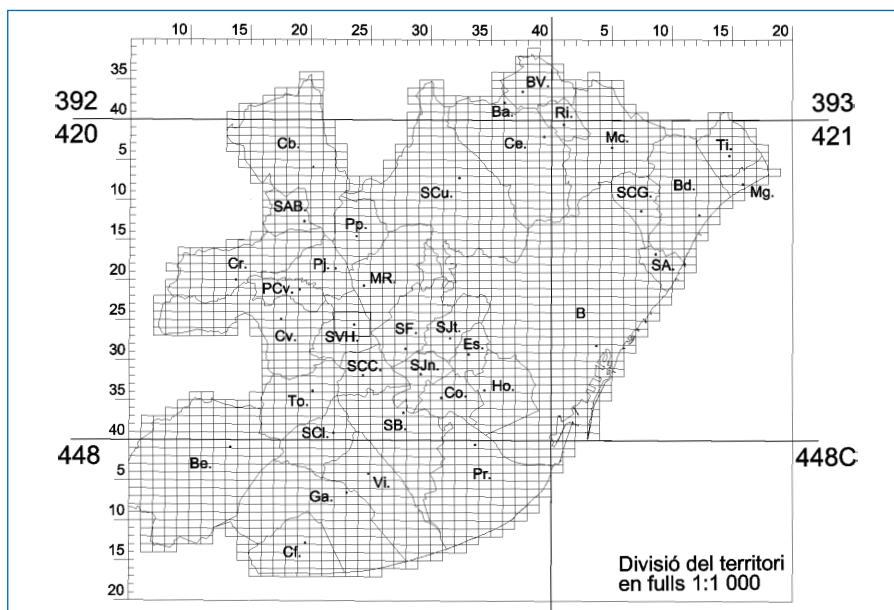 10 20 30 40 5 10 15 20
35
392
393
40
420
421
5
10
15
20
25
30
35
40
448
448C
5
10
15
20
BV.
Ba.
Ri.
Cb.
Ce.
Mc.
Ti.
SCu.
SCG.
Bd.
Mg.
SAB.
Pp.
Cr.
Pj.
MR.
SA.
PCv.
B
Cv.
SVH.
SF.
SJt.
Es.
SCC.
SJn.
Ho.
To.
Co.
SCl.
SB.
Be.
Vi.
Pr.
Ga.
Cf.
Divisió del territori
en fulls 1:1 000